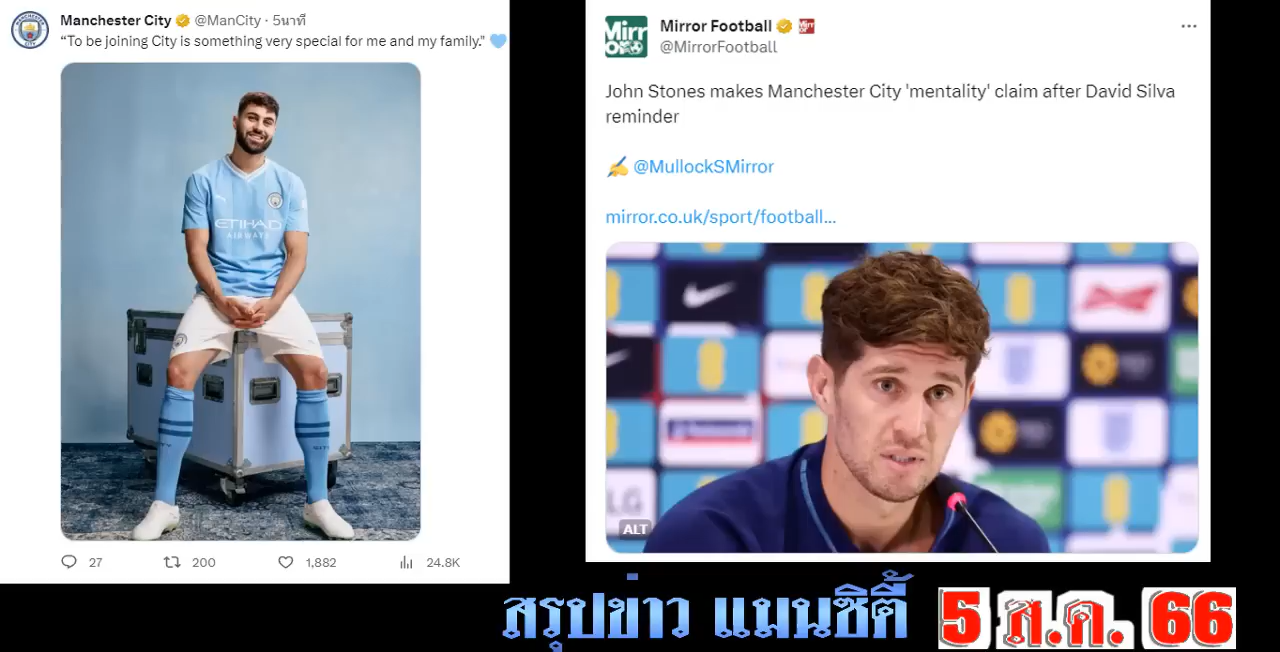 Manchester City @ManCity · 5นาที
“To be joining City is something very special for me and my family.” 🩵
ETIHAD
AIRWAYS
CITY
27 200 1,882 24.8K
Mirror Football
@MirrorFootball
John Stones makes Manchester City 'mentality' claim after David Silva
reminder
✍️ @MullockSMirror
mirror.co.uk/sport/football...
LG
ALT
สรุปข่าว แมนซิตี้ 5 ส.ค. 66